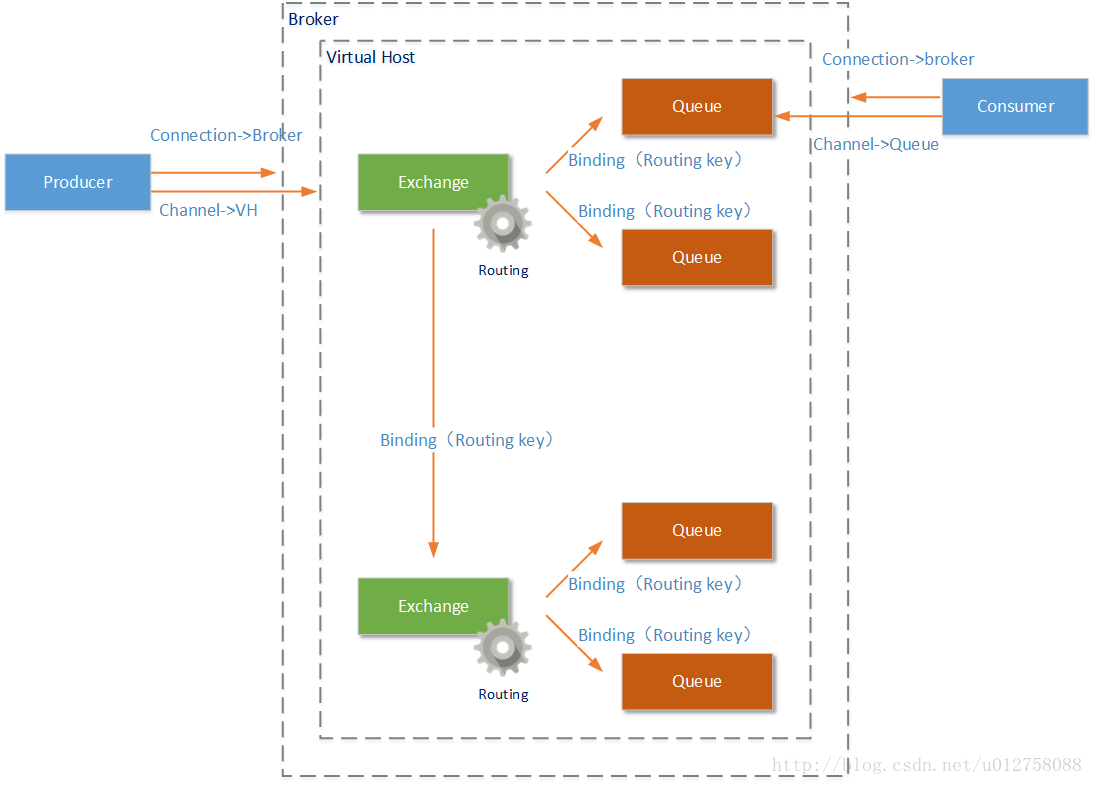 Broker
Virtual Host
Connection->broker
Queue
Consumer
Connection->Broker
Channel->Queue
Binding（Routing key）
Producer
Exchange
Channel->VH
Binding（Routing key）
Queue
Routing
Binding（Routing key）
Queue
Binding（Routing key）
Exchange
Binding（Routing key）
Queue
Routing
http://blog.csdn.net/u012758088